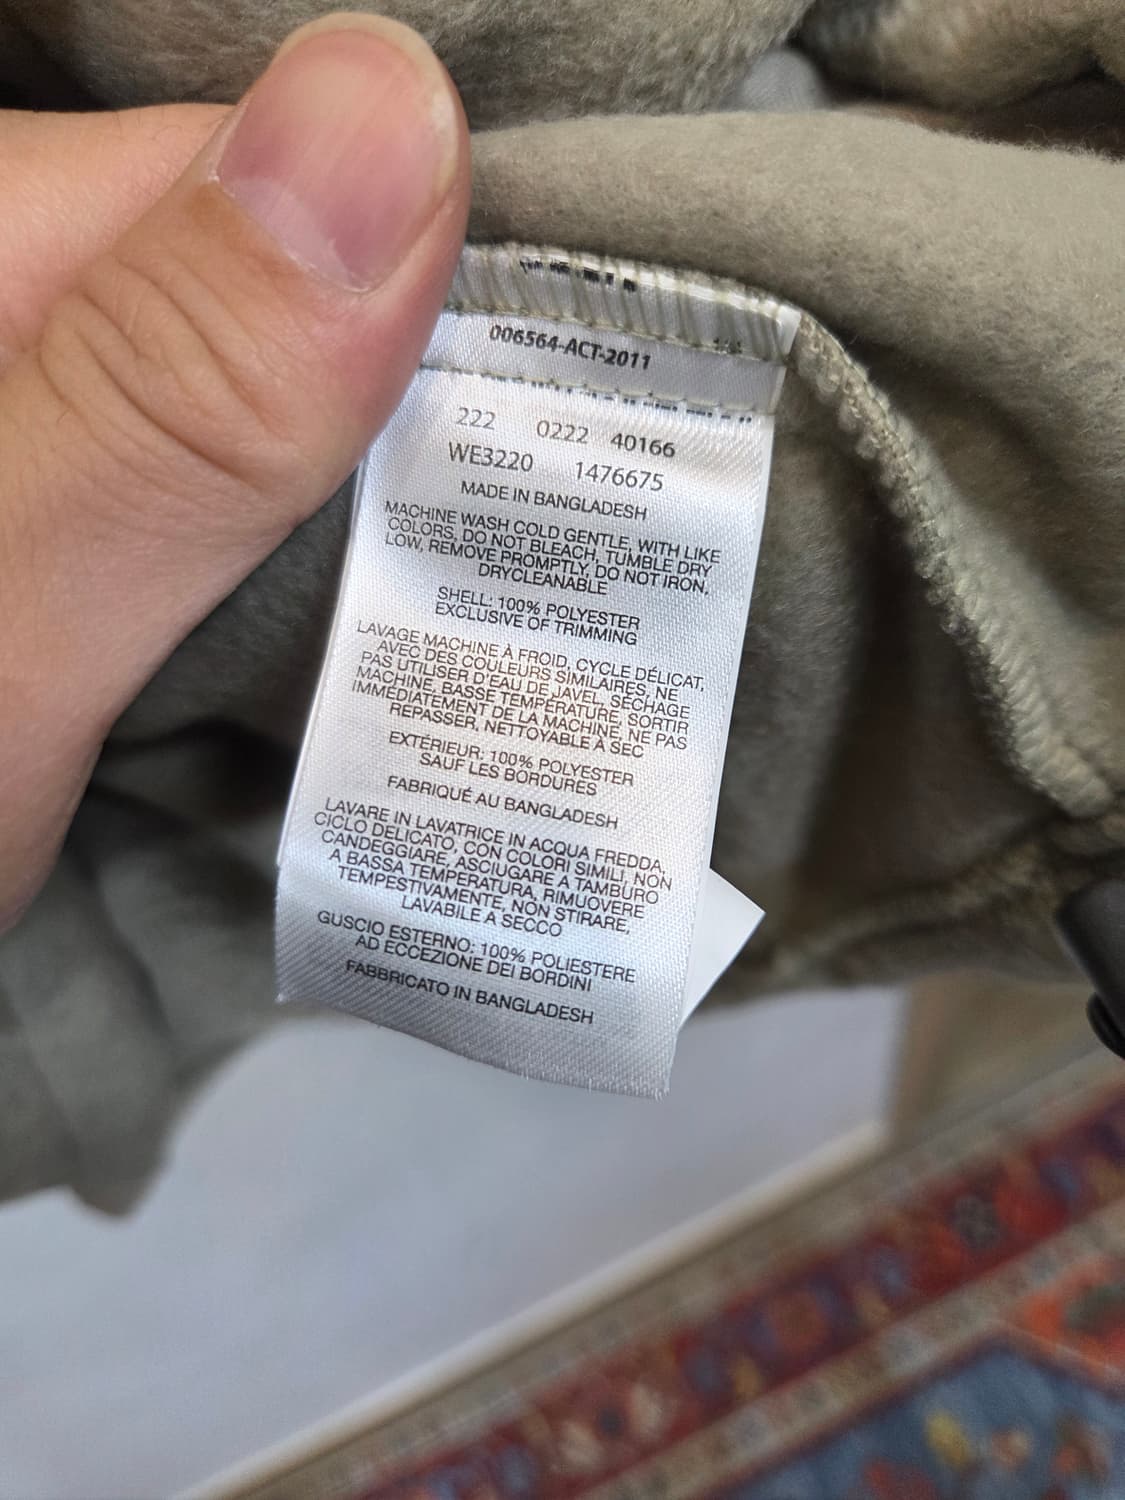 006564-ACT-2011
222 0222 40166
WE3220 1476675
MADE IN BANGLADESH
MACHINE WASH COLD GENTLE, WITH LIKE
COLORS, DO NOT BLEACH, TUMBLE DRY
LOW, REMOVE PROMPTLY, DO NOT IRON,
DRYCLEANABLE
SHELL: 100% POLYESTER
EXCLUSIVE OF TRIMMING
LAVAGE MACHINE À FROID, CYCLE DÉLICAT,
AVEC DES COULEURS SIMILAIRES, NE
PAS UTILISER D'EAU DE JAVEL, SÉCHAGE
MACHINE, BASSE TEMPÉRATURE, SORTIR
IMMÉDIATEMENT DE LA MACHINE, NE PAS
REPASSER, NETTOYABLE À SEC
EXTÉRIEUR: 100% POLYESTER
SAUF LES BORDURES
FABRIQUÉ AU BANGLADESH
LAVARE IN LAVATRICE IN ACQUA FREDDA,
CICLO DELICATO, CON COLORI SIMILI, NON
CANDEGGIARE, ASCIUGARE A TAMBURO
A BASSA TEMPERATURA, RIMUOVERE
TEMPESTIVAMENTE, NON STIRARE,
LAVABILE A SECCO
GUSCIO ESTERNO: 100% POLIESTERE
AD ECCEZIONE DEI BORDINI
FABBRICATO IN BANGLADESH